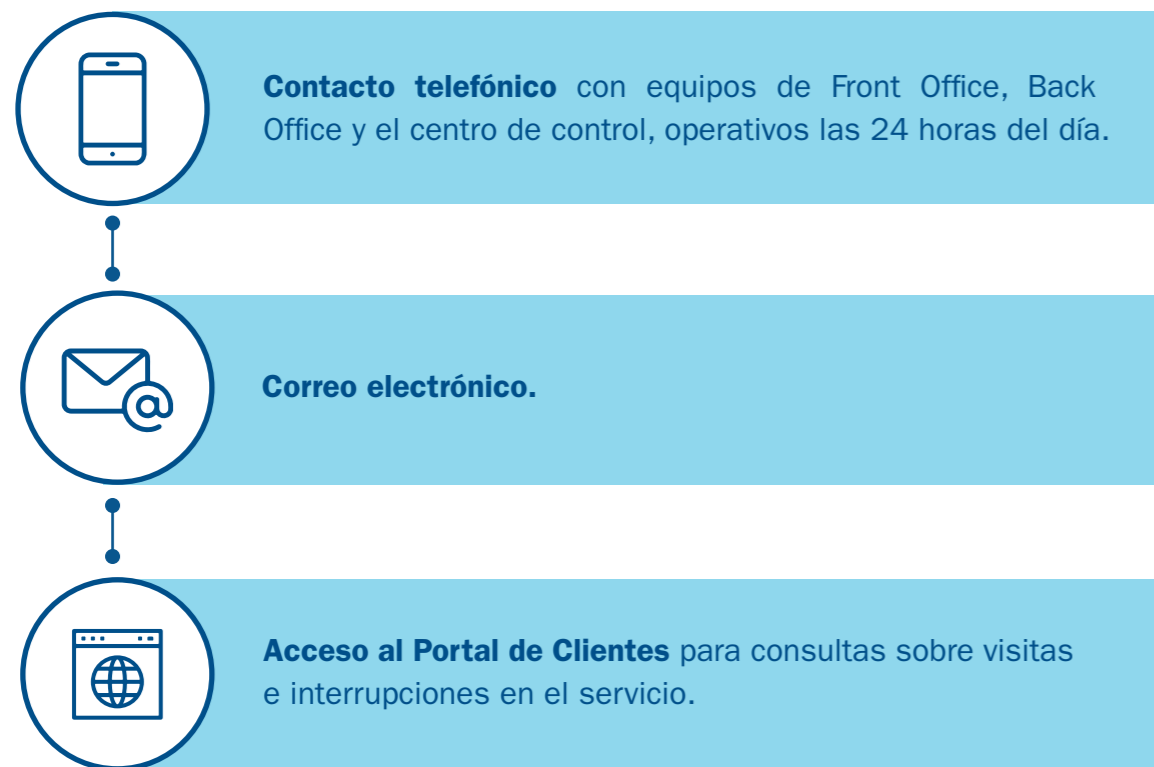 Contacto telefónico con equipos de Front Office, Back
Office y el centro de control, operativos las 24 horas del día.
Correo electrónico.
Acceso al Portal de Clientes para consultas sobre visitas
e interrupciones en el servicio.